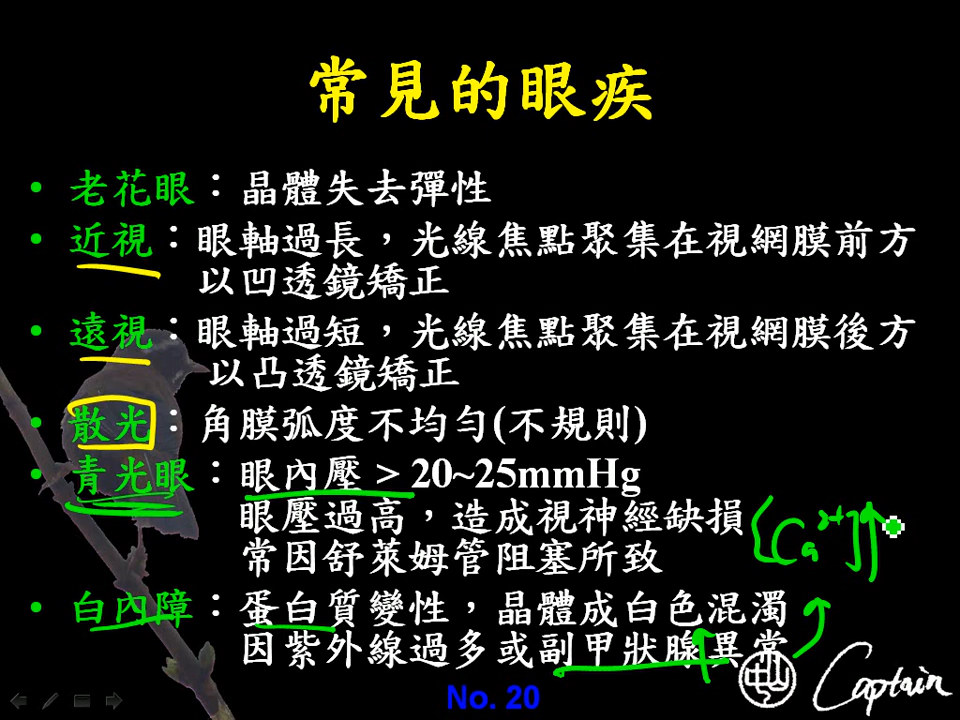 常見的眼疾
• 老花眼：晶體失去彈性
• 近視：眼軸過長，光線焦點聚集在視網膜前方
以凹透鏡矯正
• 遠視：眼軸過短，光線焦點聚集在視網膜後方
以凸透鏡矯正
• 散光：角膜弧度不均勻(不規則)
• 青光眼：眼內壓 > 20~25mmHg
眼壓過高，造成視神經缺損
[Ca²⁺]↑
常因舒萊姆管阻塞所致
• 白內障：蛋白質變性，晶體成白色混濁
因紫外線過多或副甲狀腺異常
Captain
No. 20